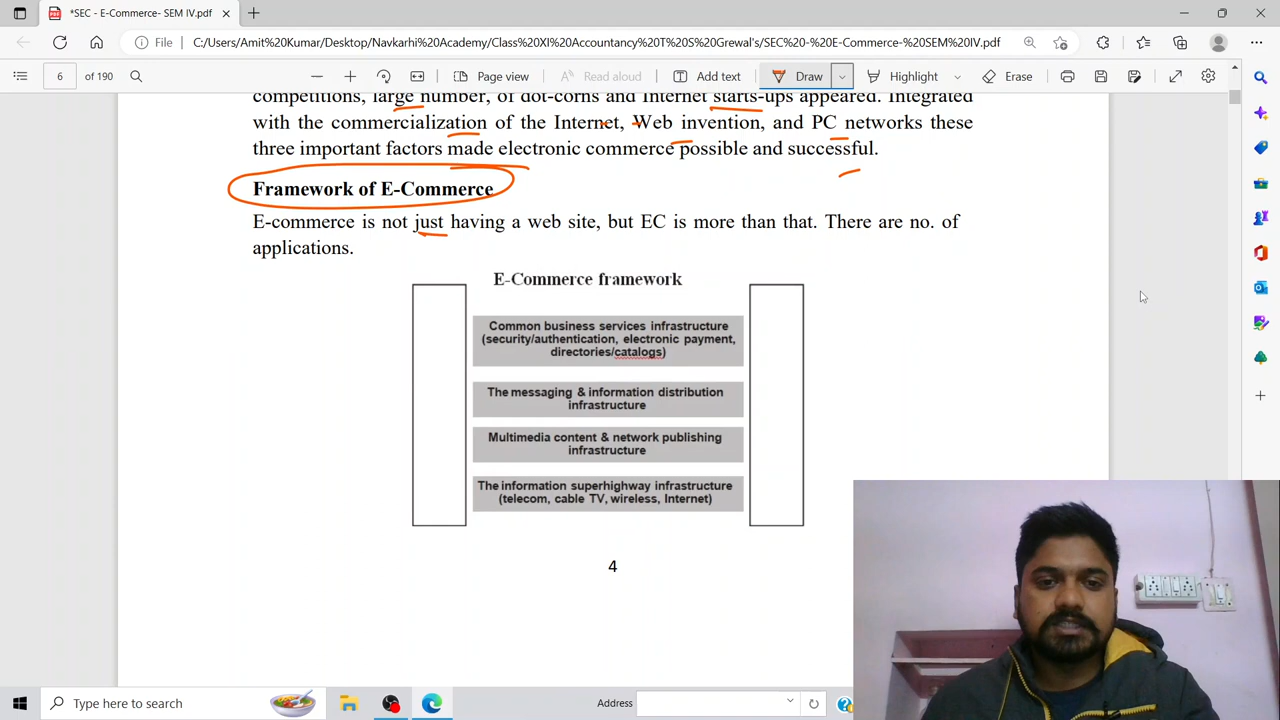 *SEC - E-Commerce- SEM IV.pdf
File
C:/Users/Amit%20Kumar/Desktop/Navkarhi%20Academy/Class%20XI%20Accountancy%20T%20S%20Grewal's/SEC%20-%20E-Commerce-%20SEM%20IV.pdf
6 of 190
Page view
Read aloud
Add text
Draw
Highlight
Erase
competitions, large number, of dot-corns and Internet starts-ups appeared. Integrated
with the commercialization of the Internet, Web invention, and PC networks these
three important factors made electronic commerce possible and successful.
Framework of E-Commerce
E-commerce is not just having a web site, but EC is more than that. There are no. of
applications.
E-Commerce framework
Common business services infrastructure
(security/authentication, electronic payment,
directories/catalogs)
The messaging & information distribution
infrastructure
Multimedia content & network publishing
infrastructure
The information superhighway infrastructure
(telecom, cable TV, wireless, Internet)
4
Type here to search
Address